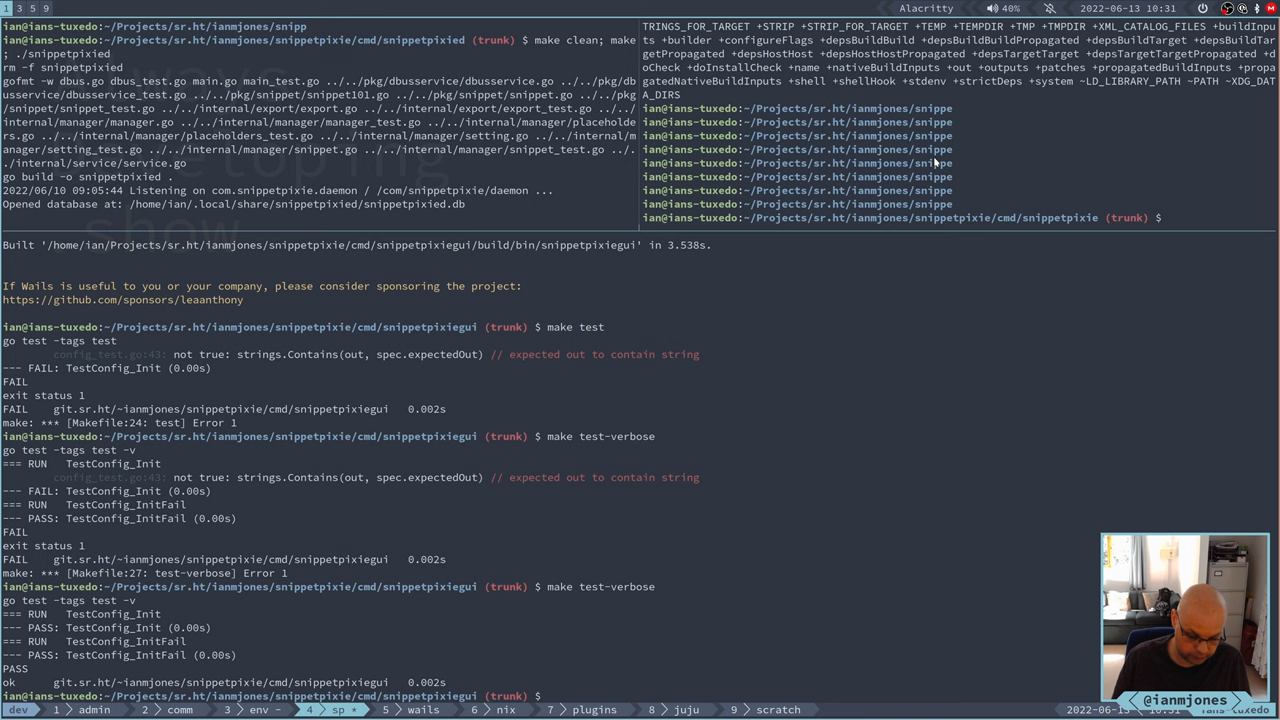 1 3 5 9
Alacritty
40%
2022-06-13 10:31
ian@ians-tuxedo:~/Projects/sr.ht/ianmjones/snipp
ian@ians-tuxedo:~/Projects/sr.ht/ianmjones/snippetpixie/cmd/snippetpixied (trunk) $ make clean; make
; ./snippetpixied
rm -f snippetpixied
gofmt -w dbus.go dbus_test.go main.go main_test.go ../../pkg/dbusservice/dbusservice.go ../../pkg/db
usservice/dbusservice_test.go ../../pkg/snippet/snippet101.go ../../pkg/snippet/snippet.go ../../pkg
/snippet/snippet_test.go ../../internal/export/export.go ../../internal/export/export_test.go ../../
internal/manager/manager.go ../../internal/manager/manager_test.go ../../internal/manager/placeholde
rs.go ../../internal/manager/placeholders_test.go ../../internal/manager/setting.go ../../internal/m
anager/setting_test.go ../../internal/manager/snippet.go ../../internal/manager/snippet_test.go ../.
./internal/service/service.go
go build -o snippetpixied .
2022/06/10 09:05:44 Listening on com.snippetpixie.daemon / /com/snippetpixie/daemon ...
Opened database at: /home/ian/.local/share/snippetpixied/snippetpixied.db
show
TRINGS_FOR_TARGET +STRIP +STRIP_FOR_TARGET +TEMP +TEMPDIR +TMP +TMPDIR +XML_CATALOG_FILES +buildInpu
ts +builder +configureFlags +depsBuildBuild +depsBuildBuildPropagated +depsBuildTarget +depsBuildTar
getPropagated +depsHostHost +depsHostHostPropagated +depsTargetTarget +depsTargetTargetPropagated +d
oCheck +doInstallCheck +name +nativeBuildInputs +out +outputs +patches +propagatedBuildInputs +propa
gatedNativeBuildInputs +shell +shellHook +stdenv +strictDeps +system ~LD_LIBRARY_PATH ~PATH ~XDG_DAT
A_DIRS
ian@ians-tuxedo:~/Projects/sr.ht/ianmjones/snippe
ian@ians-tuxedo:~/Projects/sr.ht/ianmjones/snippe
ian@ians-tuxedo:~/Projects/sr.ht/ianmjones/snippe
ian@ians-tuxedo:~/Projects/sr.ht/ianmjones/snippe
ian@ians-tuxedo:~/Projects/sr.ht/ianmjones/snippe
ian@ians-tuxedo:~/Projects/sr.ht/ianmjones/snippe
ian@ians-tuxedo:~/Projects/sr.ht/ianmjones/snippe
ian@ians-tuxedo:~/Projects/sr.ht/ianmjones/snippe
ian@ians-tuxedo:~/Projects/sr.ht/ianmjones/snippetpixie/cmd/snippetpixie (trunk) $
Built '/home/ian/Projects/sr.ht/ianmjones/snippetpixie/cmd/snippetpixiegui/build/bin/snippetpixiegui' in 3.538s.
If Wails is useful to you or your company, please consider sponsoring the project:
https://github.com/sponsors/leaanthony
ian@ians-tuxedo:~/Projects/sr.ht/ianmjones/snippetpixie/cmd/snippetpixiegui (trunk) $ make test
go test -tags test
config_test.go:43: not true: strings.Contains(out, spec.expectedOut) // expected out to contain string
--- FAIL: TestConfig_Init (0.00s)
FAIL
exit status 1
FAIL git.sr.ht/~ianmjones/snippetpixie/cmd/snippetpixiegui 0.002s
make: *** [Makefile:24: test] Error 1
ian@ians-tuxedo:~/Projects/sr.ht/ianmjones/snippetpixie/cmd/snippetpixiegui (trunk) $ make test-verbose
go test -tags test -v
=== RUN TestConfig_Init
config_test.go:43: not true: strings.Contains(out, spec.expectedOut) // expected out to contain string
--- FAIL: TestConfig_Init (0.00s)
=== RUN TestConfig_InitFail
--- PASS: TestConfig_InitFail (0.00s)
FAIL
exit status 1
FAIL git.sr.ht/~ianmjones/snippetpixie/cmd/snippetpixiegui 0.002s
make: *** [Makefile:27: test-verbose] Error 1
ian@ians-tuxedo:~/Projects/sr.ht/ianmjones/snippetpixie/cmd/snippetpixiegui (trunk) $ make test-verbose
go test -tags test -v
=== RUN TestConfig_Init
--- PASS: TestConfig_Init (0.00s)
=== RUN TestConfig_InitFail
--- PASS: TestConfig_InitFail (0.00s)
PASS
ok git.sr.ht/~ianmjones/snippetpixie/cmd/snippetpixiegui 0.002s
ian@ians-tuxedo:~/Projects/sr.ht/ianmjones/snippetpixie/cmd/snippetpixiegui (trunk) $
@ianmjones
dev 1 admin 2 comm 3 env - 4 sp * 5 wails 6 nix 7 plugins 8 juju 9 scratch